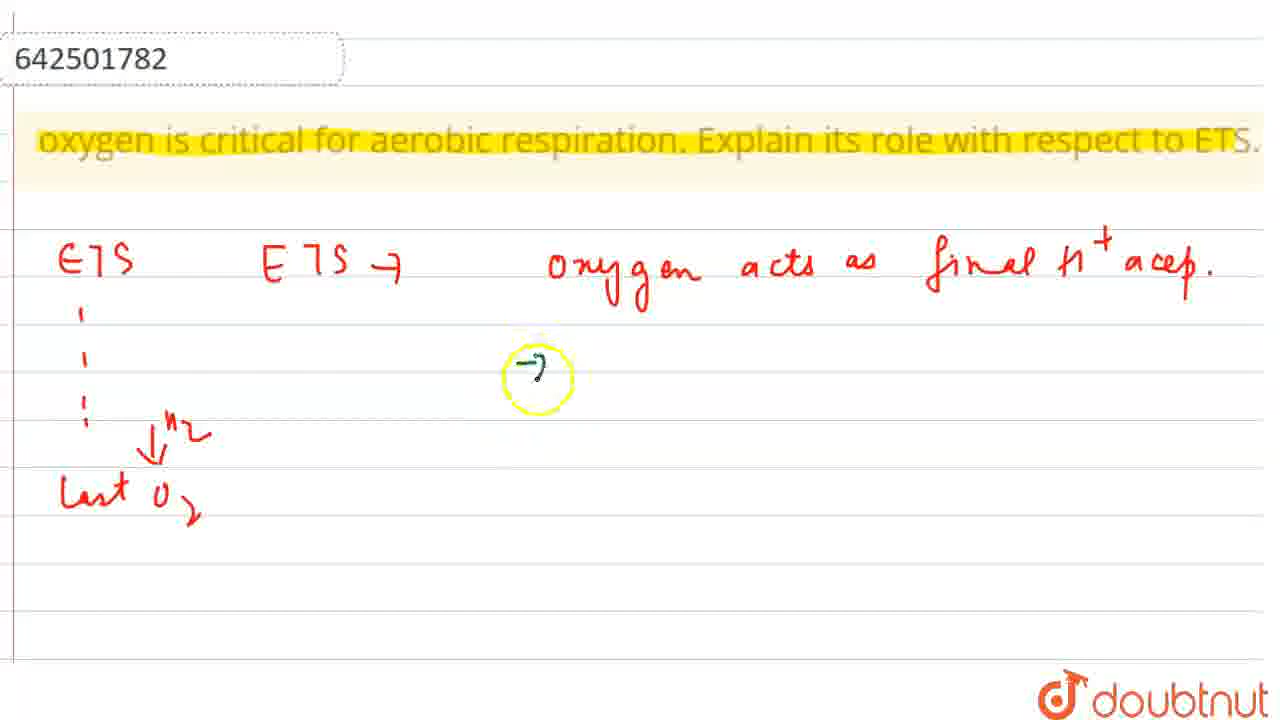 642501782
oxygen is critical for aerobic respiration. Explain its role with respect to ETS.
ETS ETS → oxygen acts as final H⁺ acep.
H2
Last O2
doubtnut